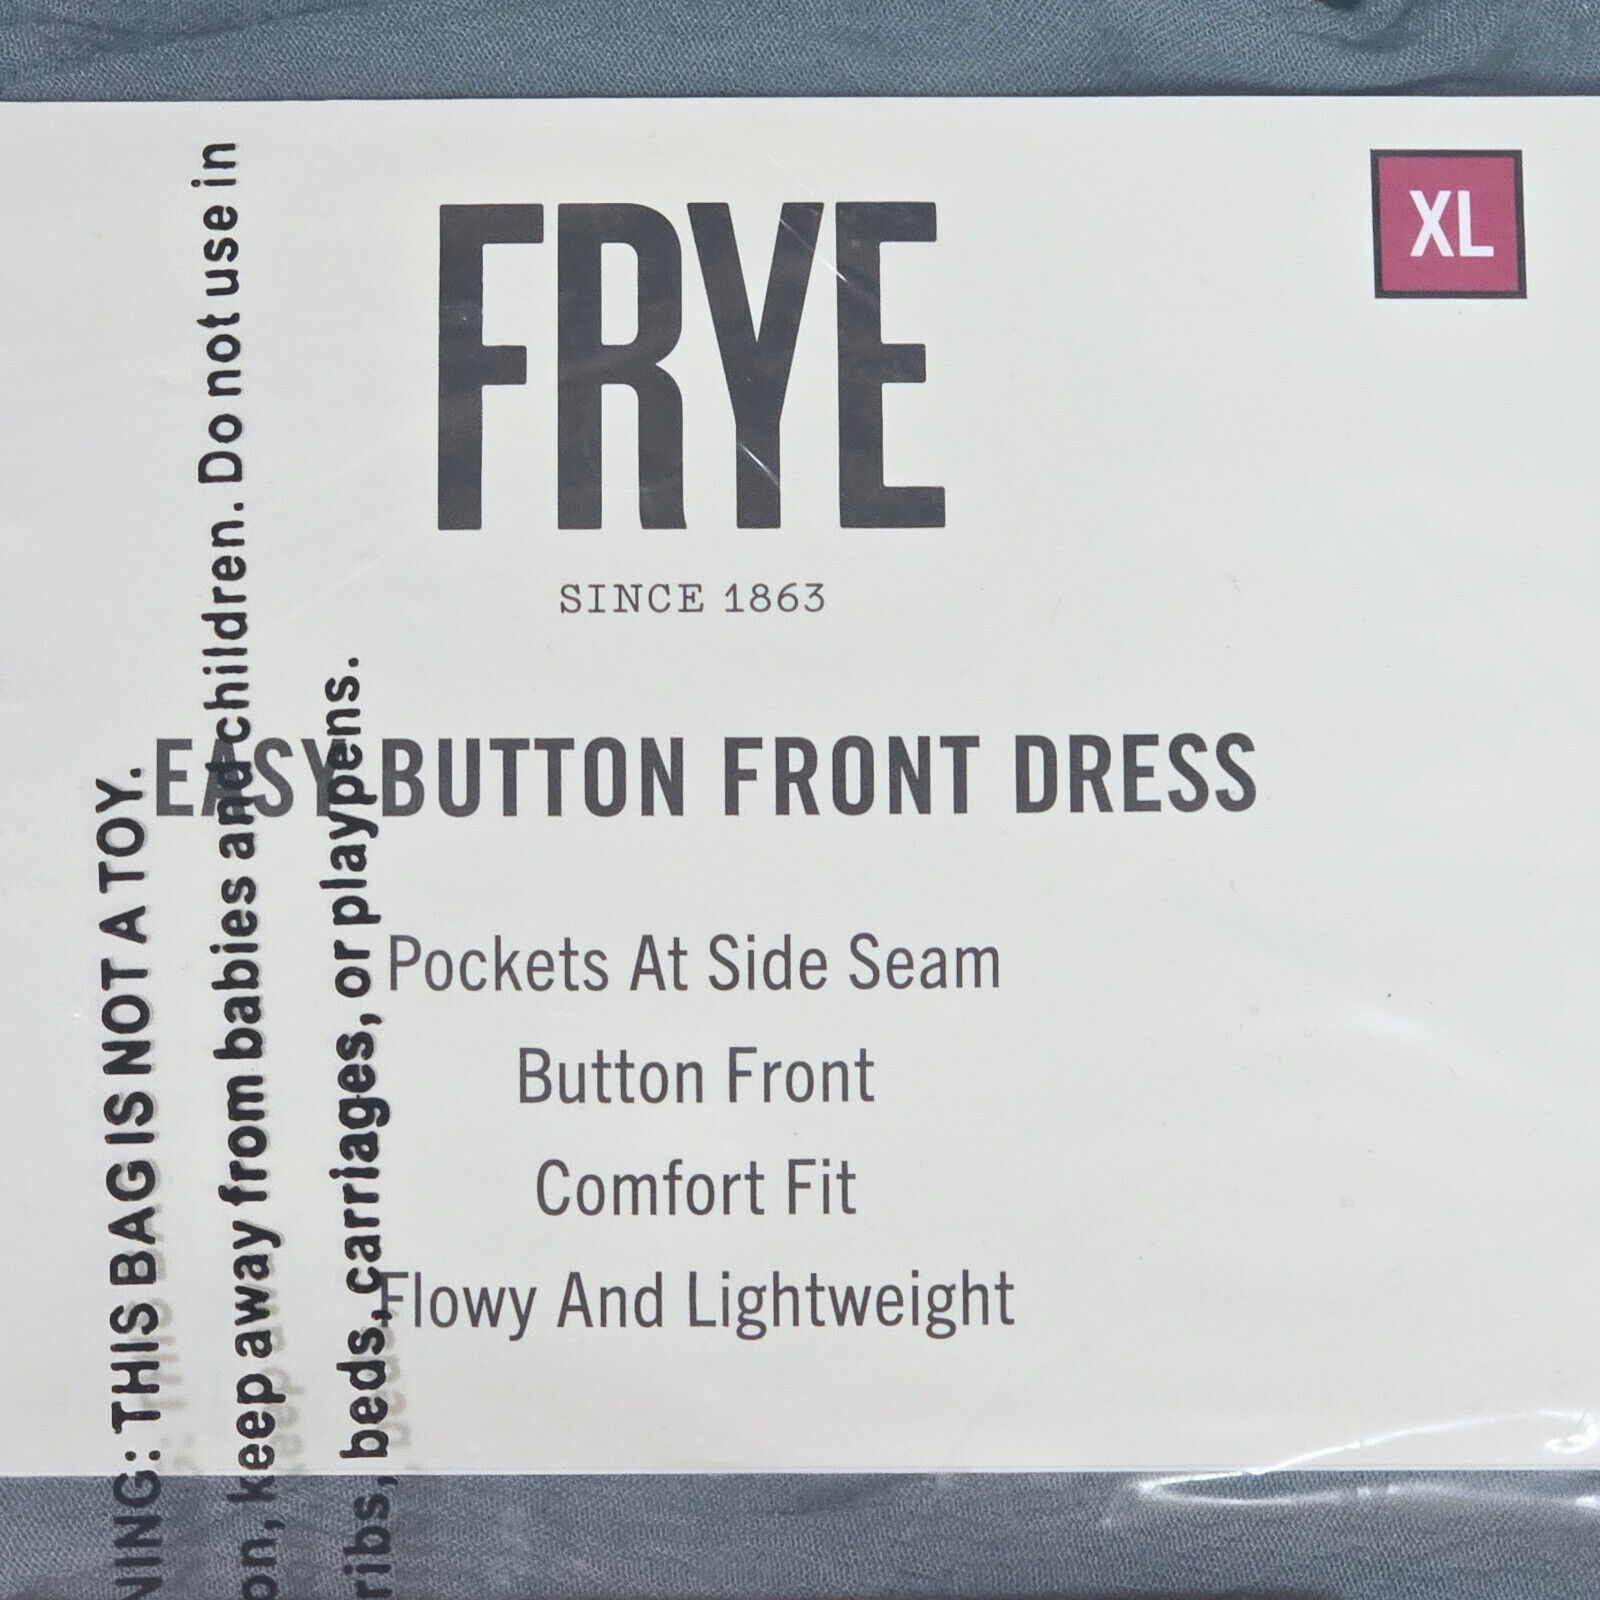 XL
FRYE
SINCE 1863
EASY BUTTON FRONT DRESS
Pockets At Side Seam
Button Front
Comfort Fit
Flowy And Lightweight
NING: THIS BAG IS NOT A TOY.
on, keep away from babies and children. Do not use in
ribs, beds, carriages, or playpens.